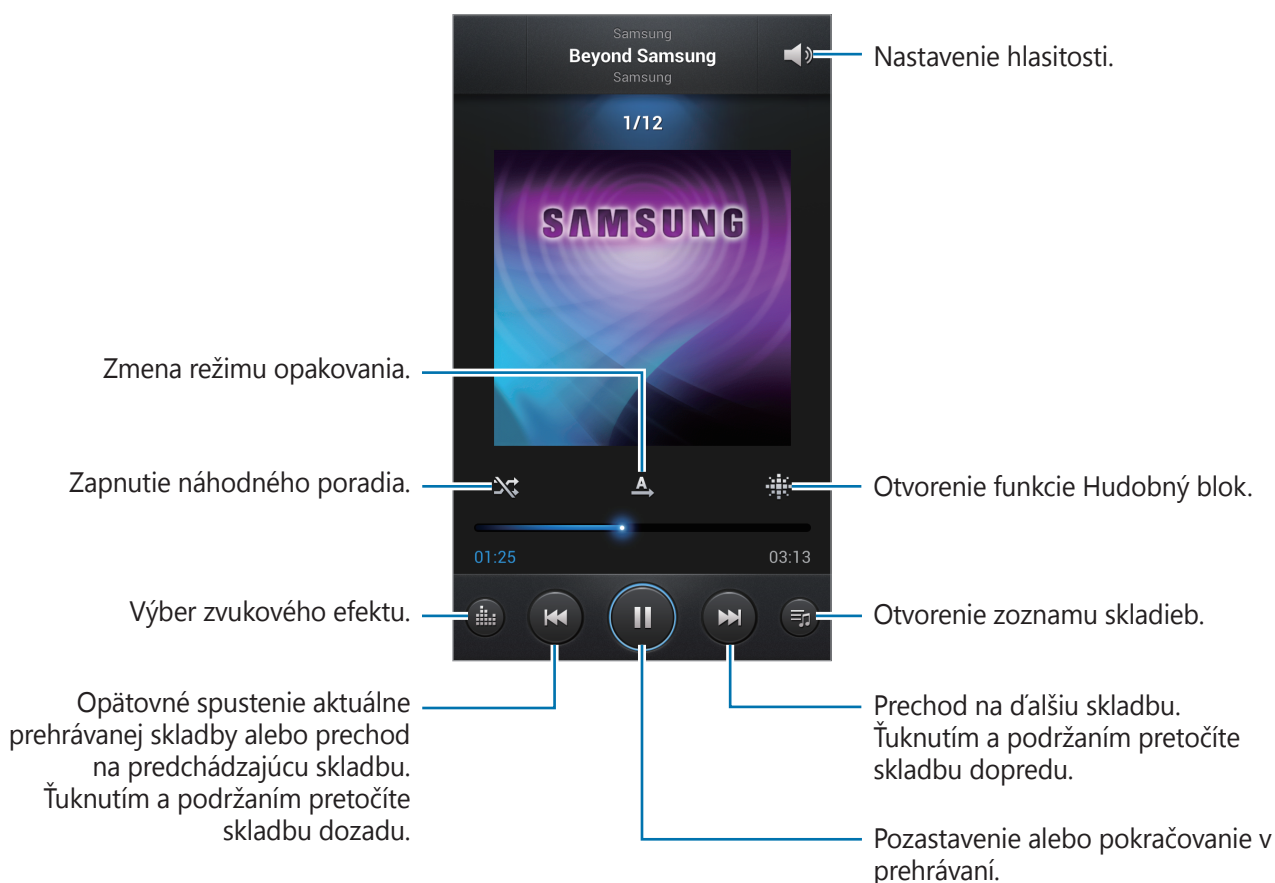 Samsung
Beyond Samsung
Samsung
Nastavenie hlasitosti.
1/12
SAMSUNG
Zmena režimu opakovania.
A
Zapnutie náhodného poradia.
Otvorenie funkcie Hudobný blok.
01:25
03:13
Výber zvukového efektu.
Otvorenie zoznamu skladieb.
Opätovné spustenie aktuálne
prehrávanej skladby alebo prechod
na predchádzajúcu skladbu.
Ťuknutím a podržaním pretočíte
skladbu dozadu.
Prechod na ďalšiu skladbu.
Ťuknutím a podržaním pretočíte
skladbu dopredu.
Pozastavenie alebo pokračovanie v
prehrávaní.